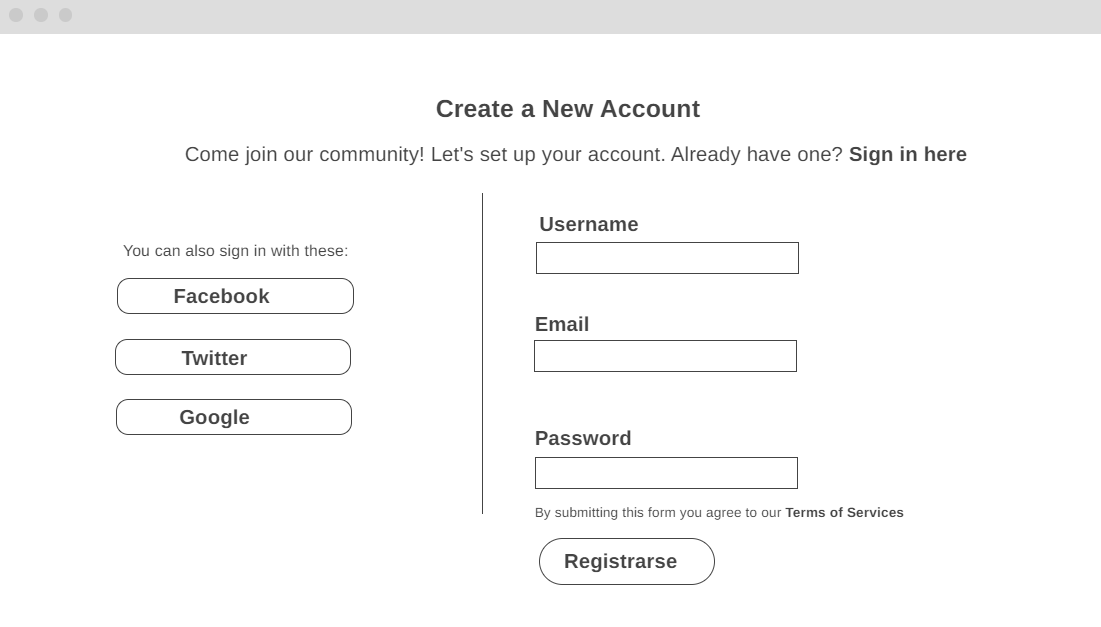 Create a New Account
Come join our community! Let's set up your account. Already have one? Sign in here
You can also sign in with these:
Facebook
Twitter
Google
Username
Email
Password
By submitting this form you agree to our Terms of Services
Registrarse